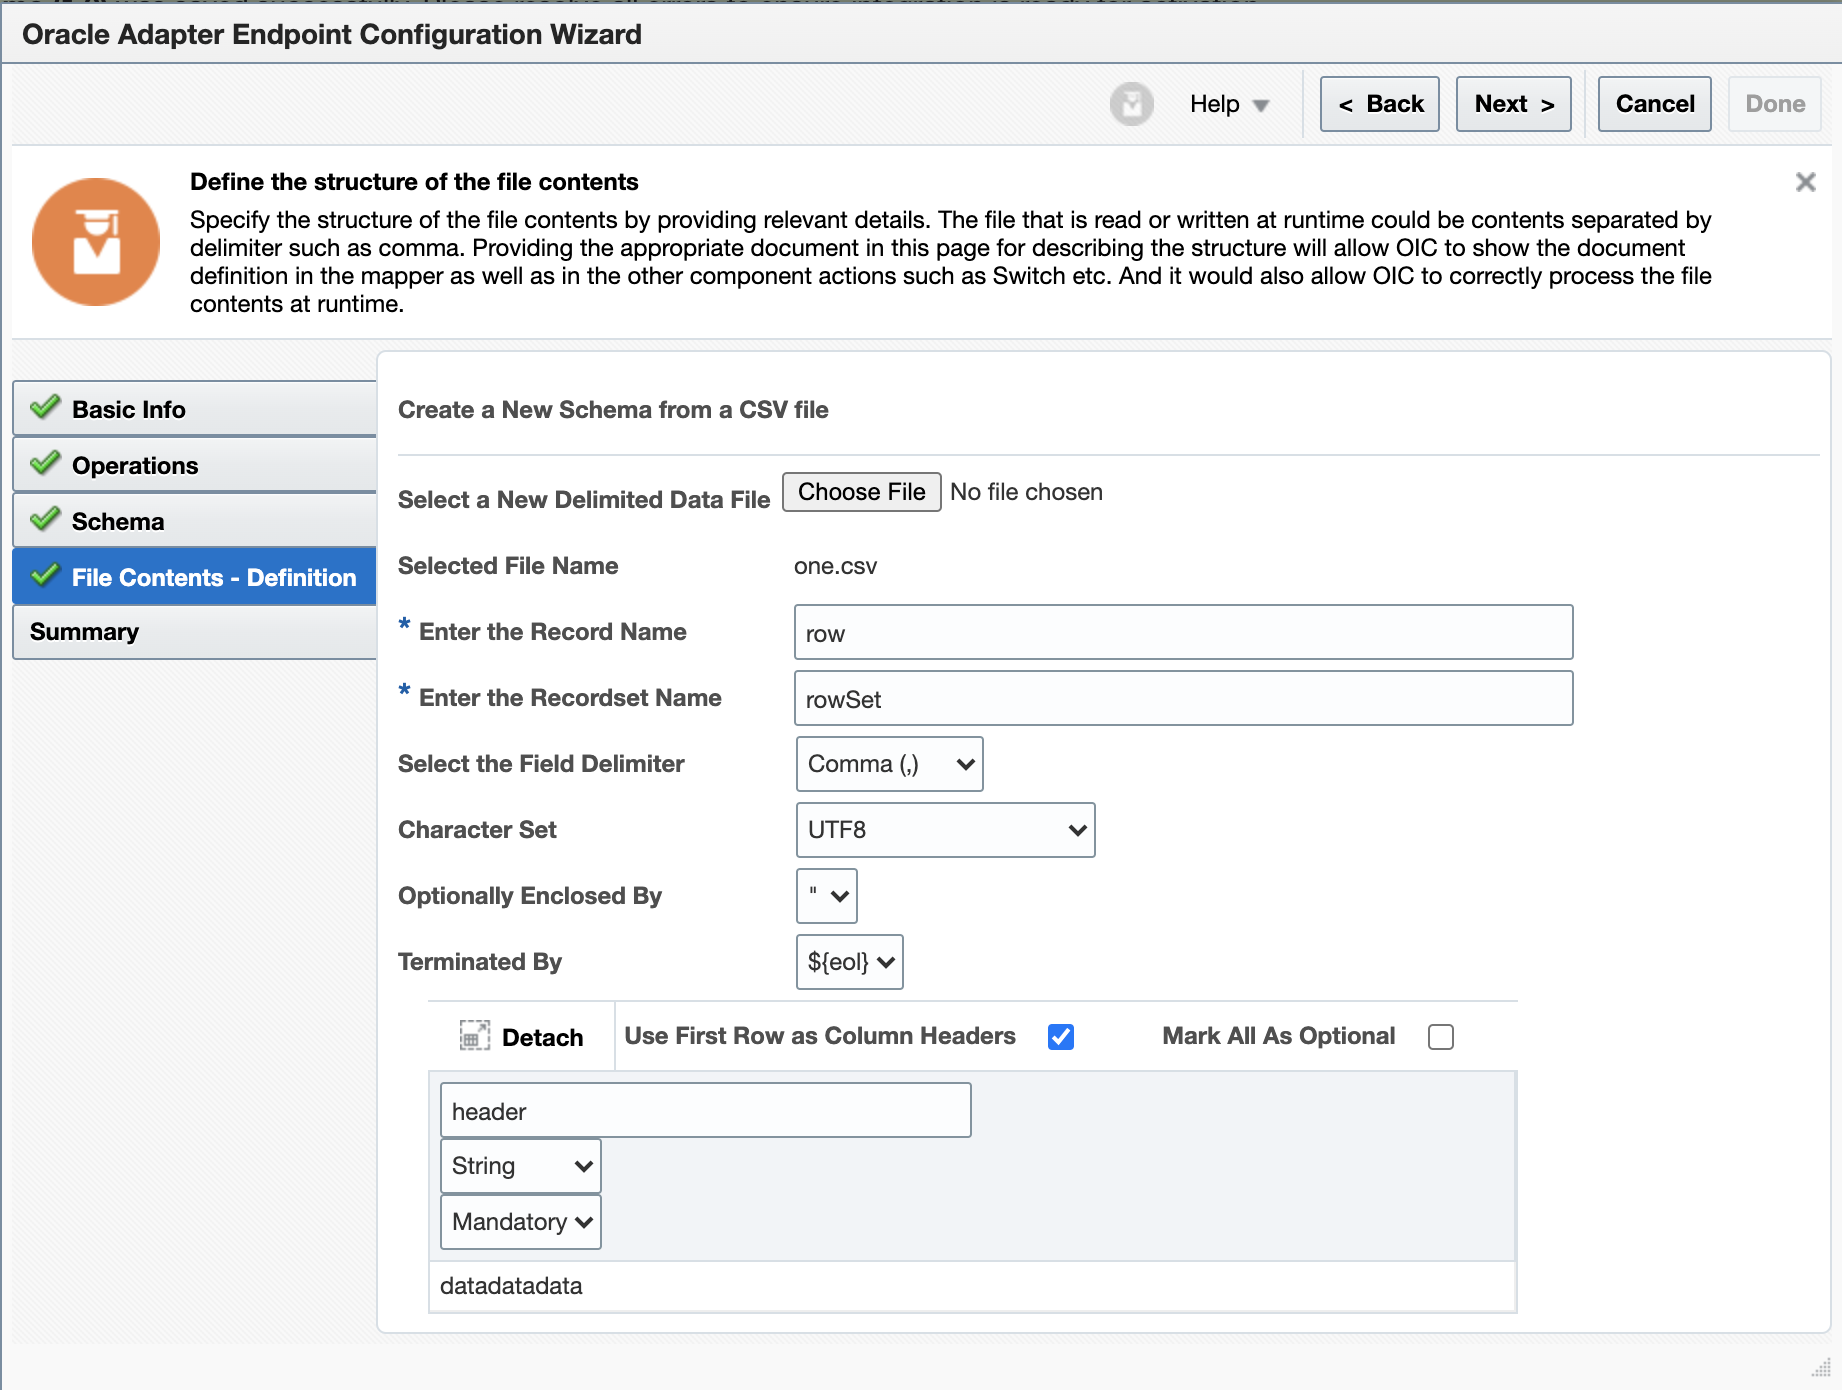 Oracle Adapter Endpoint Configuration Wizard
Help
< Back
Next >
Cancel
Done
Define the structure of the file contents
Specify the structure of the file contents by providing relevant details. The file that is read or written at runtime could be contents separated by
delimiter such as comma. Providing the appropriate document in this page for describing the structure will allow OIC to show the document
definition in the mapper as well as in the other component actions such as Switch etc. And it would also allow OIC to correctly process the file
contents at runtime.
Basic Info
Operations
Schema
File Contents - Definition
Summary
Create a New Schema from a CSV file
Select a New Delimited Data File Choose File No file chosen
Selected File Name one.csv
* Enter the Record Name row
* Enter the Recordset Name rowSet
Select the Field Delimiter Comma (,)
Character Set UTF8
Optionally Enclosed By "
Terminated By ${eol}
Detach Use First Row as Column Headers Mark All As Optional
header
String
Mandatory
datadatadata